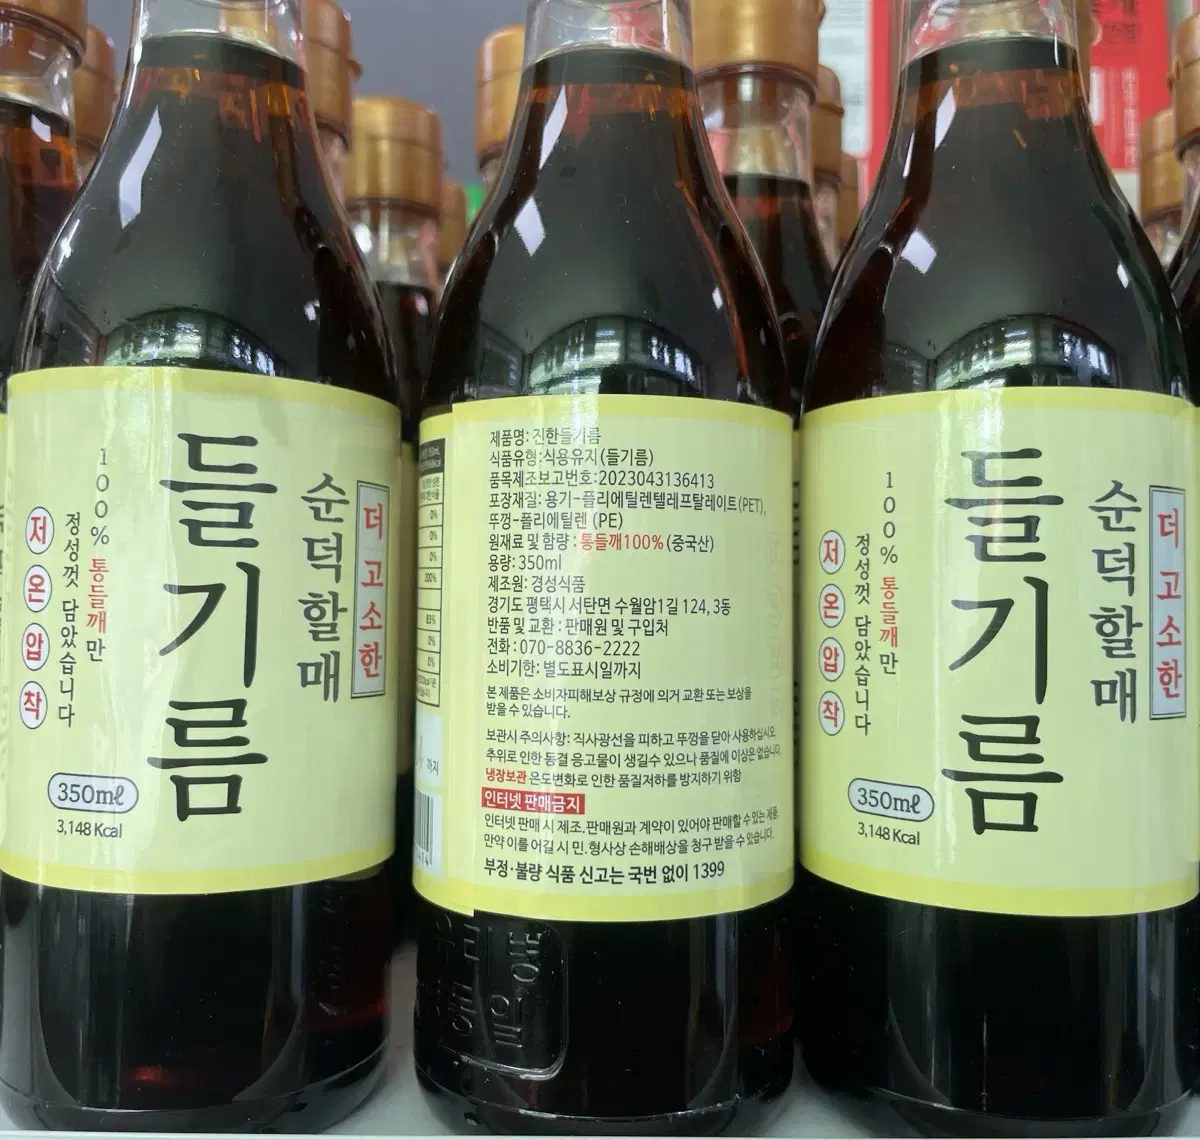 더고소한
순덕할매
들기름
100% 통들깨만
정성껏 담았습니다
저온압착
350mℓ
3,148 Kcal
0%
0%
0%
200%
83%
0%
0%
까지
제품명: 진한들기름
식품유형:식용유지(들기름)
품목제조보고번호:2023043136413
포장재질: 용기-폴리에틸렌텔레프탈레이트(PET),
뚜껑-폴리에틸렌 (PE)
원재료 및 함량 : 통들깨100% (중국산)
용량: 350ml
제조원: 경성식품
경기도 평택시 서탄면 수월암1길 124, 3동
반품 및 교환 : 판매원 및 구입처
전화 : 070-8836-2222
소비기한: 별도표시일까지
본 제품은 소비자피해보상 규정에 의거 교환 또는 보상을
받을 수 있습니다.
보관시 주의사항: 직사광선을 피하고 뚜껑을 닫아 사용하십시오.
추위로 인한 동결 응고물이 생길수 있으나 품질에 이상은 없습니다.
냉장보관 온도변화로 인한 품질저하를 방지하기 위함
인터넷 판매금지
인터넷 판매 시 제조.판매원과 계약이 있어야 판매할 수 있는 제품,
만약 이를 어길 시 민.형사상 손해배상을 청구 받을 수 있습니다.
부정·불량 식품 신고는 국번 없이 1399
더고소한
순덕할매
들기름
100% 통들깨만
정성껏 담았습니다
저온압착
350mℓ
3,148 Kcal